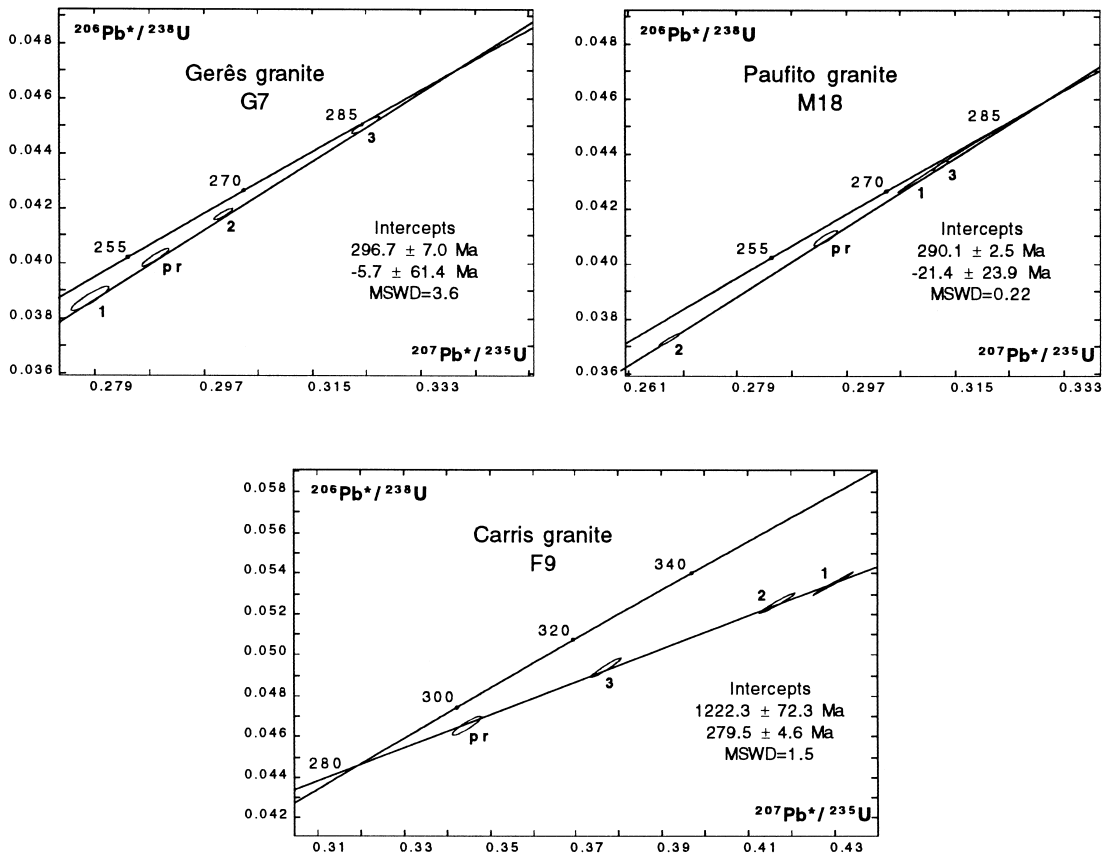 ²⁰⁶Pb*/²³⁸U
Gerês granite
G7
0.048
0.046
0.044
0.042
0.040
0.038
0.036
285
3
270
2
255
pr
1
Intercepts
296.7 ± 7.0 Ma
-5.7 ± 61.4 Ma
MSWD=3.6
²⁰⁷Pb*/²³⁵U
0.279
0.297
0.315
0.333
²⁰⁶Pb*/²³⁸U
Paufito granite
M18
0.048
0.046
0.044
0.042
0.040
0.038
0.036
285
3
270
1
255
pr
2
Intercepts
290.1 ± 2.5 Ma
-21.4 ± 23.9 Ma
MSWD=0.22
²⁰⁷Pb*/²³⁵U
0.261
0.279
0.297
0.315
0.333
²⁰⁶Pb*/²³⁸U
Carris granite
F9
0.058
0.056
0.054
0.052
0.050
0.048
0.046
0.044
0.042
340
1
2
320
3
300
pr
280
Intercepts
1222.3 ± 72.3 Ma
279.5 ± 4.6 Ma
MSWD=1.5
²⁰⁷Pb*/²³⁵U
0.31
0.33
0.35
0.37
0.39
0.41
0.43